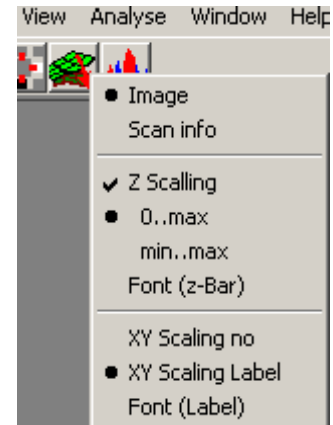 View Analyse Window Help
Image
Scan info
Z Scalling
0..max
min..max
Font (z-Bar)
XY Scaling no
XY Scaling Label
Font (Label)